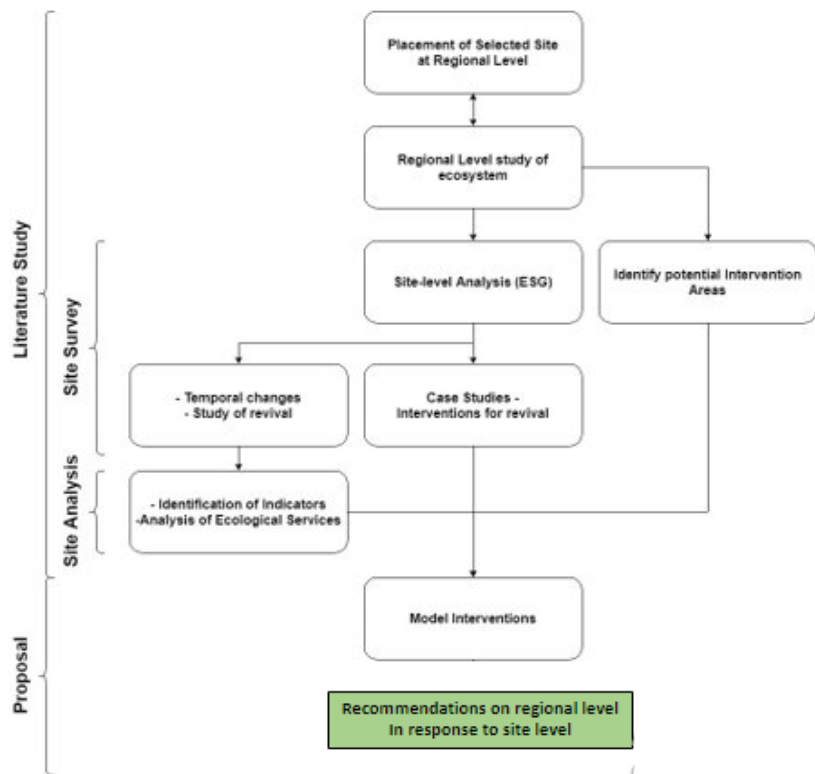 Placement of Selected Site
at Regional Level
Regional Level study of
ecosystem
Literature Study
Site Survey
Site-level Analysis (ESG)
Identify potential Intervention
Areas
- Temporal changes
- Study of revival
Case Studies -
Interventions for revival
Site Analysis
- Identification of Indicators
-Analysis of Ecological Services
Proposal
Model Interventions
Recommendations on regional level
In response to site level